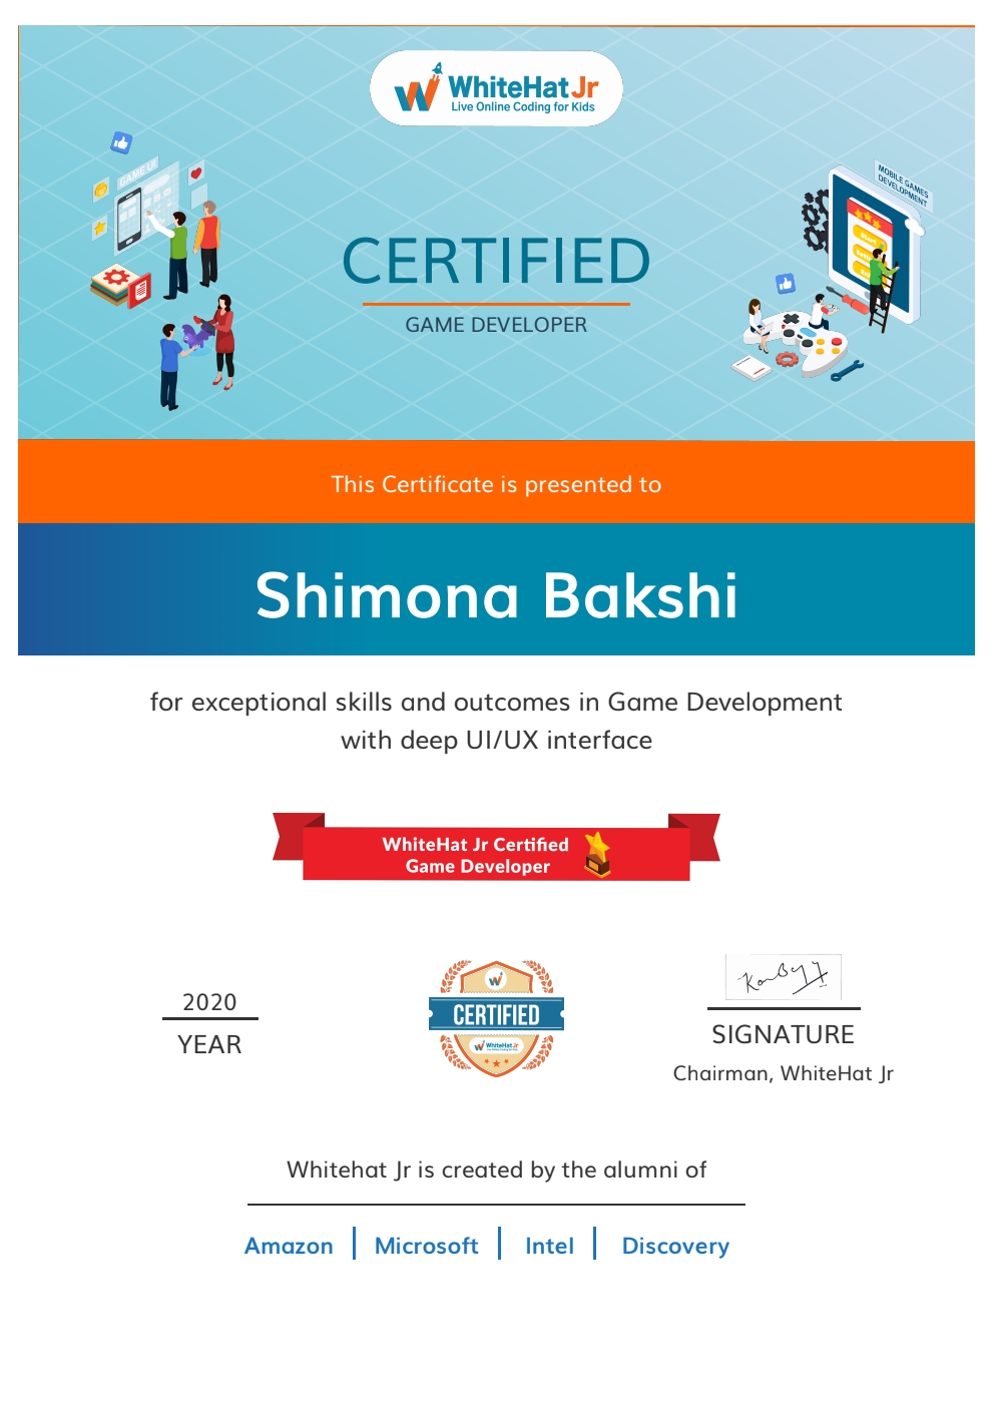 WhiteHat Jr
Live Online Coding for Kids
GAME UI
MOBILE GAMES
DEVELOPMENT
Start
CERTIFIED
GAME DEVELOPER
This Certificate is presented to
Shimona Bakshi
for exceptional skills and outcomes in Game Development
with deep UI/UX interface
WhiteHat Jr Certified
Game Developer
2020
YEAR
CERTIFIED
WhiteHat Jr
SIGNATURE
Chairman, WhiteHat Jr
Whitehat Jr is created by the alumni of
Amazon | Microsoft | Intel | Discovery